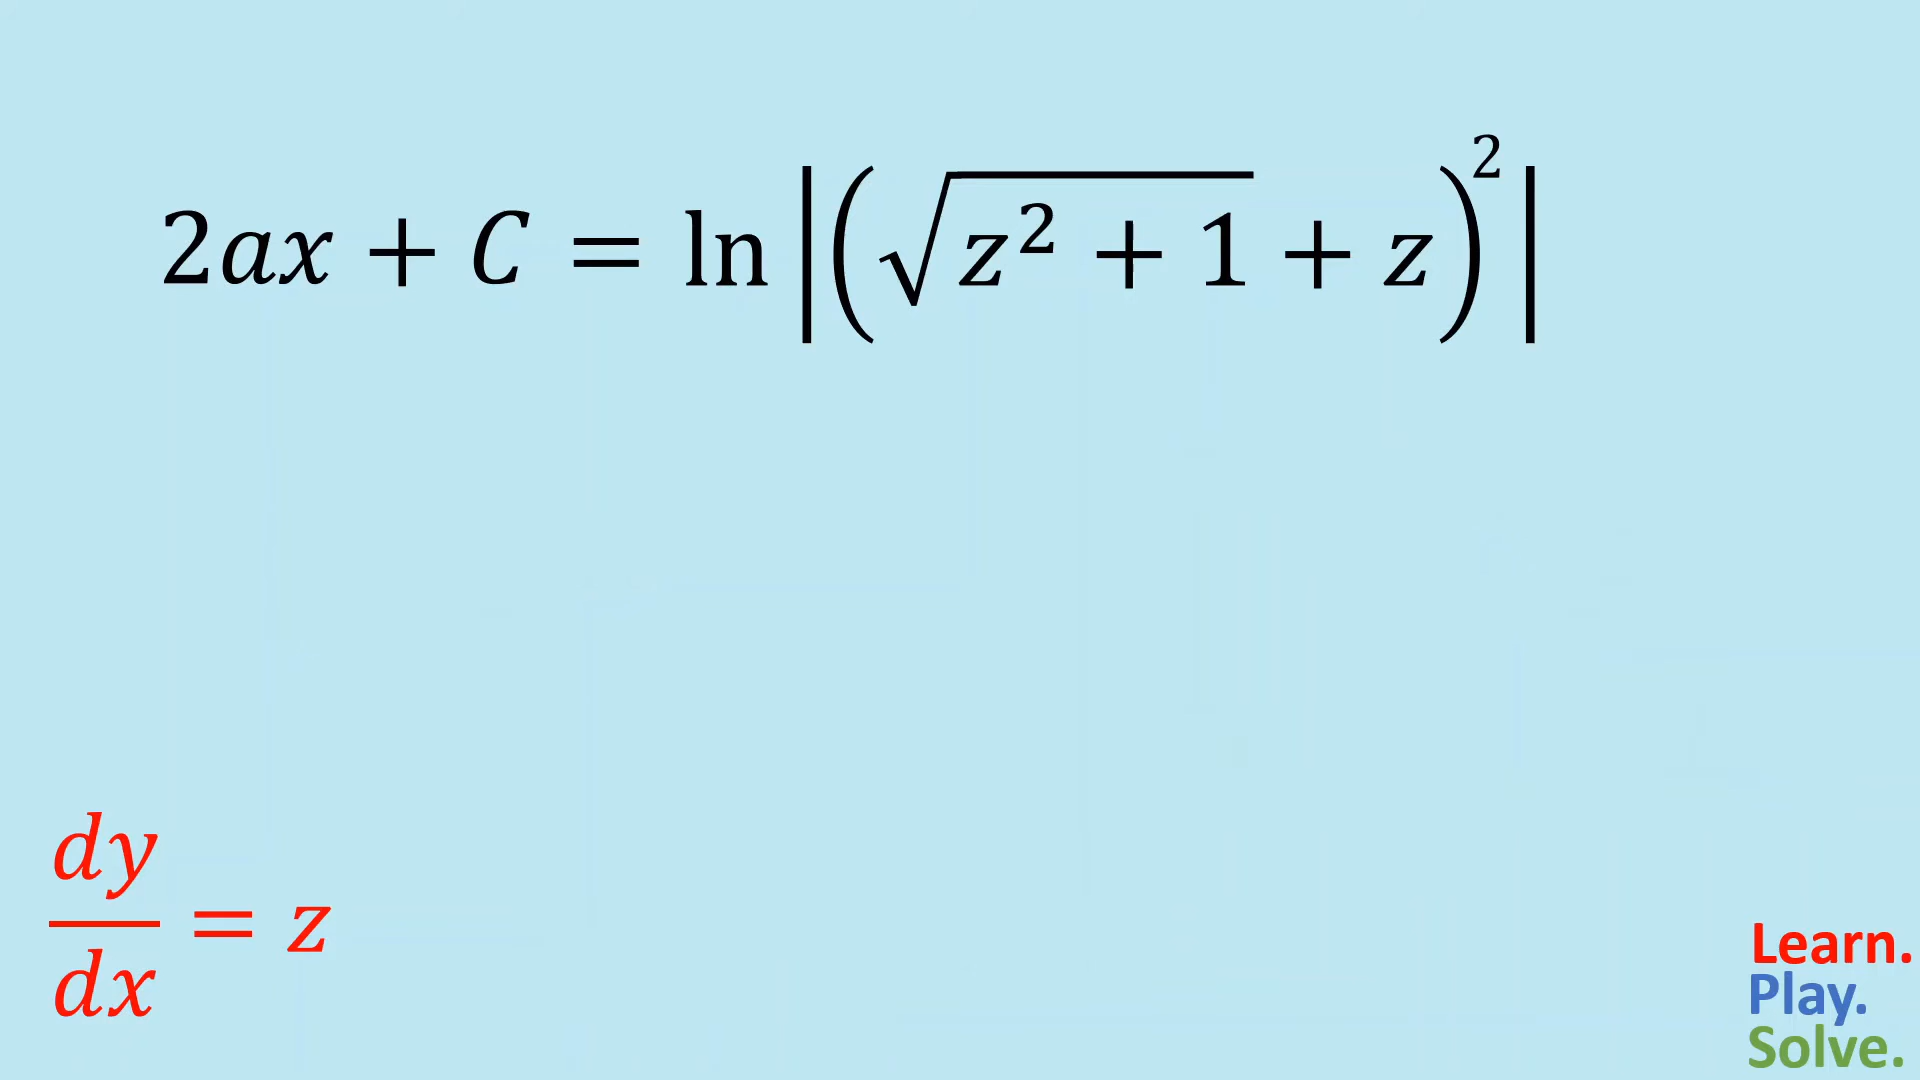 2ax + C = ln |(√(z² + 1) + z)²|
dy/dx = z
Learn.
Play.
Solve.